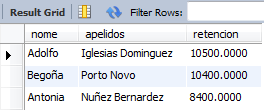 Result Grid Filter Rows:
nome apelidos retencion
Adolfo Iglesias Dominguez 10500.0000
Begoña Porto Novo 10400.0000
Antonia Nuñez Bernardez 8400.0000